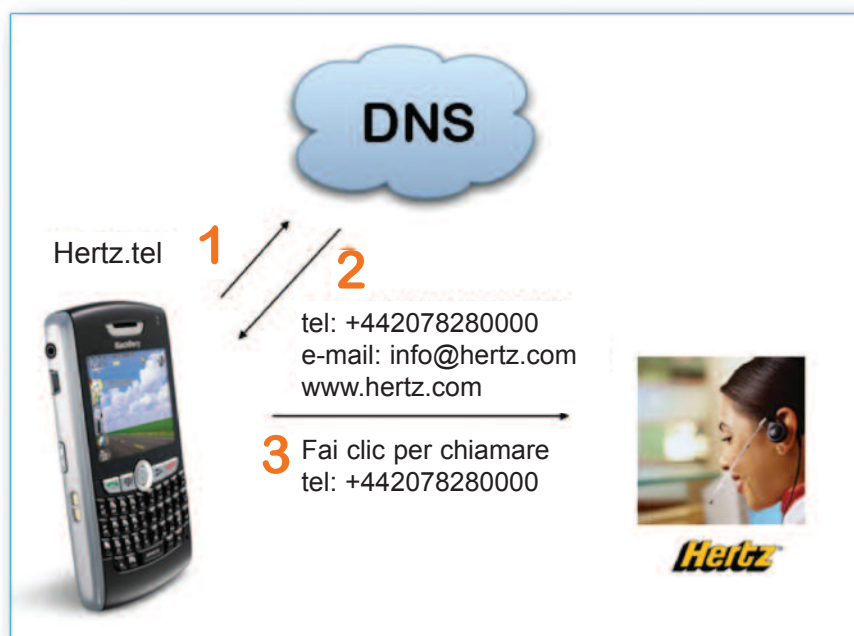 DNS
Hertz.tel
1
2
tel: +442078280000
e-mail: info@hertz.com
www.hertz.com
3
Fai clic per chiamare
tel: +442078280000
BlackBerry
Hertz